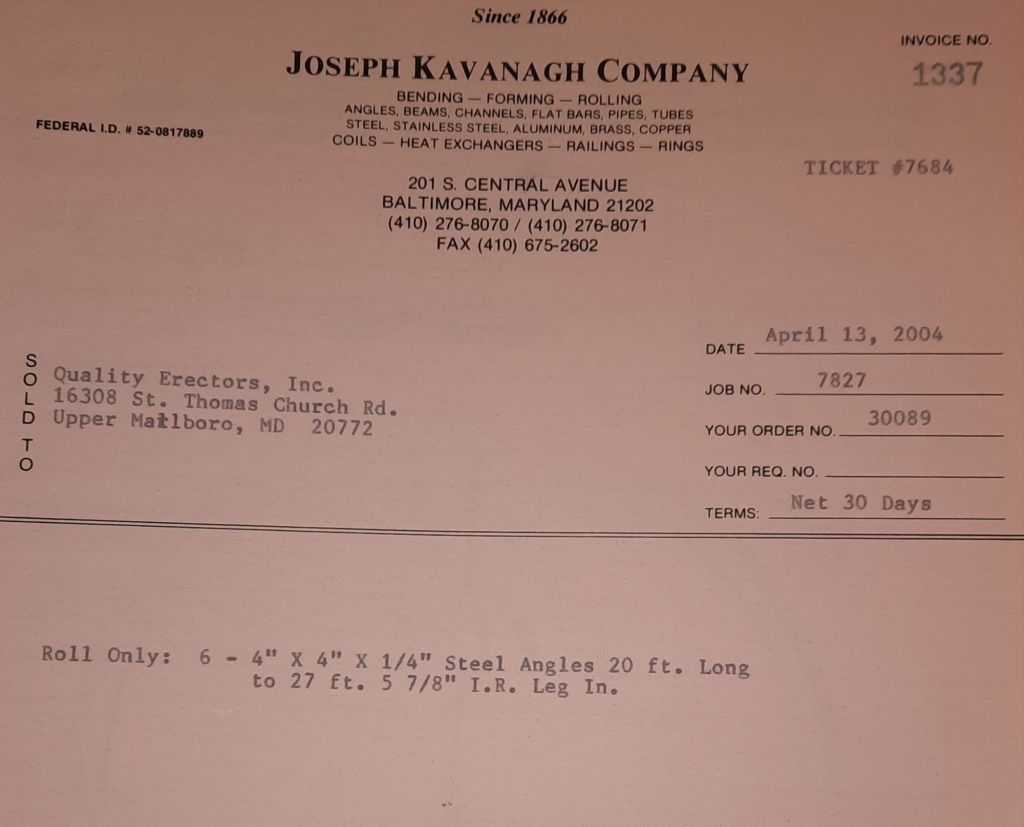 Since 1866
INVOICE NO.
JOSEPH KAVANAGH COMPANY
1337
BENDING — FORMING — ROLLING
ANGLES, BEAMS, CHANNELS, FLAT BARS, PIPES, TUBES
STEEL, STAINLESS STEEL, ALUMINUM, BRASS, COPPER
COILS — HEAT EXCHANGERS — RAILINGS — RINGS
FEDERAL I.D. # 52-0817889
TICKET #7684
201 S. CENTRAL AVENUE
BALTIMORE, MARYLAND 21202
(410) 276-8070 / (410) 276-8071
FAX (410) 675-2602
SOLD TO
Quality Erectors, Inc.
16308 St. Thomas Church Rd.
Upper Marlboro, MD 20772
DATE April 13, 2004
JOB NO. 7827
YOUR ORDER NO. 30089
YOUR REQ. NO.
TERMS: Net 30 Days
Roll Only: 6 - 4" X 4" X 1/4" Steel Angles 20 ft. Long
to 27 ft. 5 7/8" I.R. Leg In.